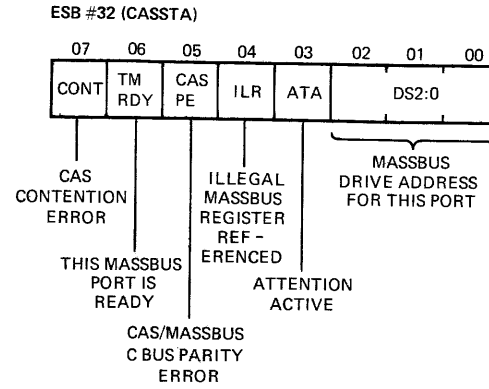 ESB #32 (CASSTA)
07 06 05 04 03 02 01 00
CONT TM CAS ILR ATA DS2:0
RDY PE
CAS
CONTENTION
ERROR
THIS MASSBUS
PORT IS
READY
CAS/MASSBUS
C BUS PARITY
ERROR
ILLEGAL
MASSBUS
REGISTER
REF -
ERENCED
ATTENTION
ACTIVE
MASSBUS
DRIVE ADDRESS
FOR THIS PORT